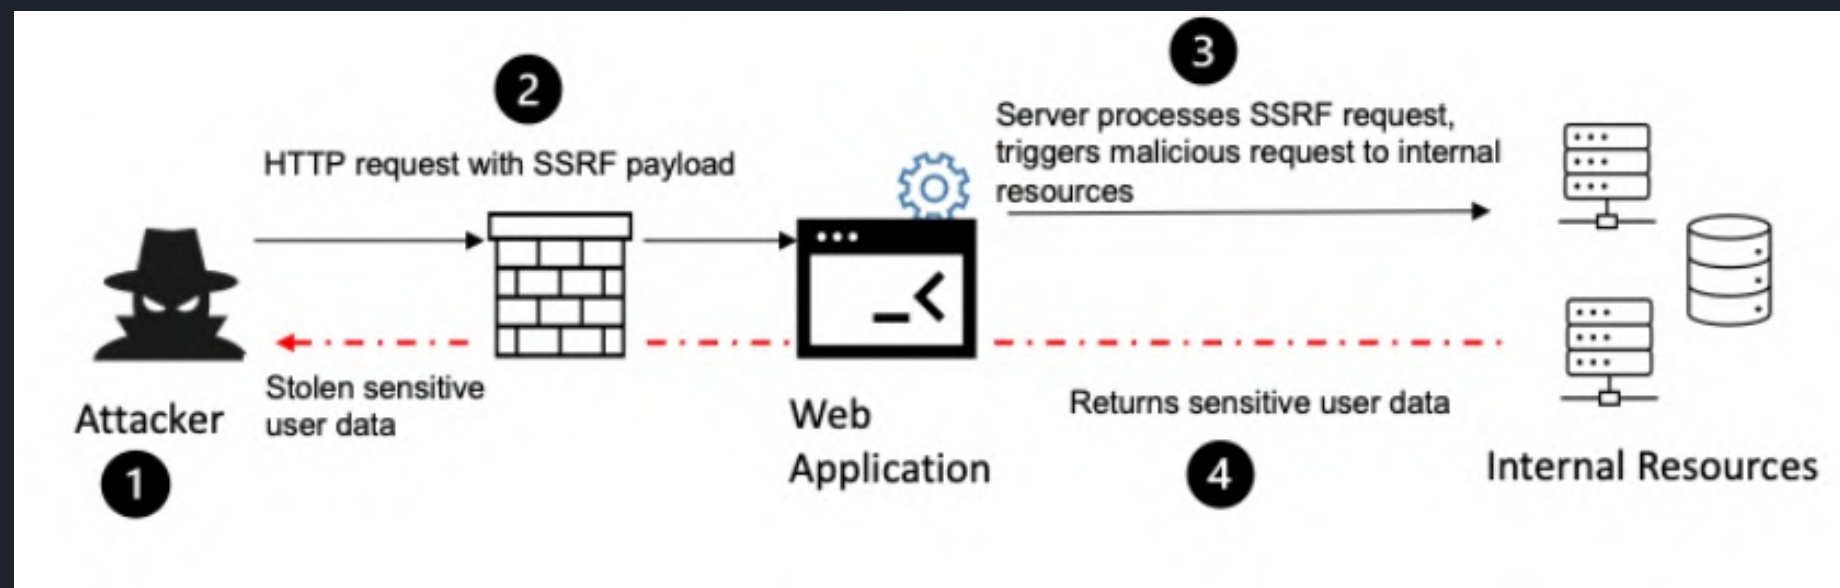 3
2
Server processes SSRF request,
triggers malicious request to internal
resources
HTTP request with SSRF payload
Stolen sensitive
user data
Attacker
1
Web
Application
Returns sensitive user data
4
Internal Resources